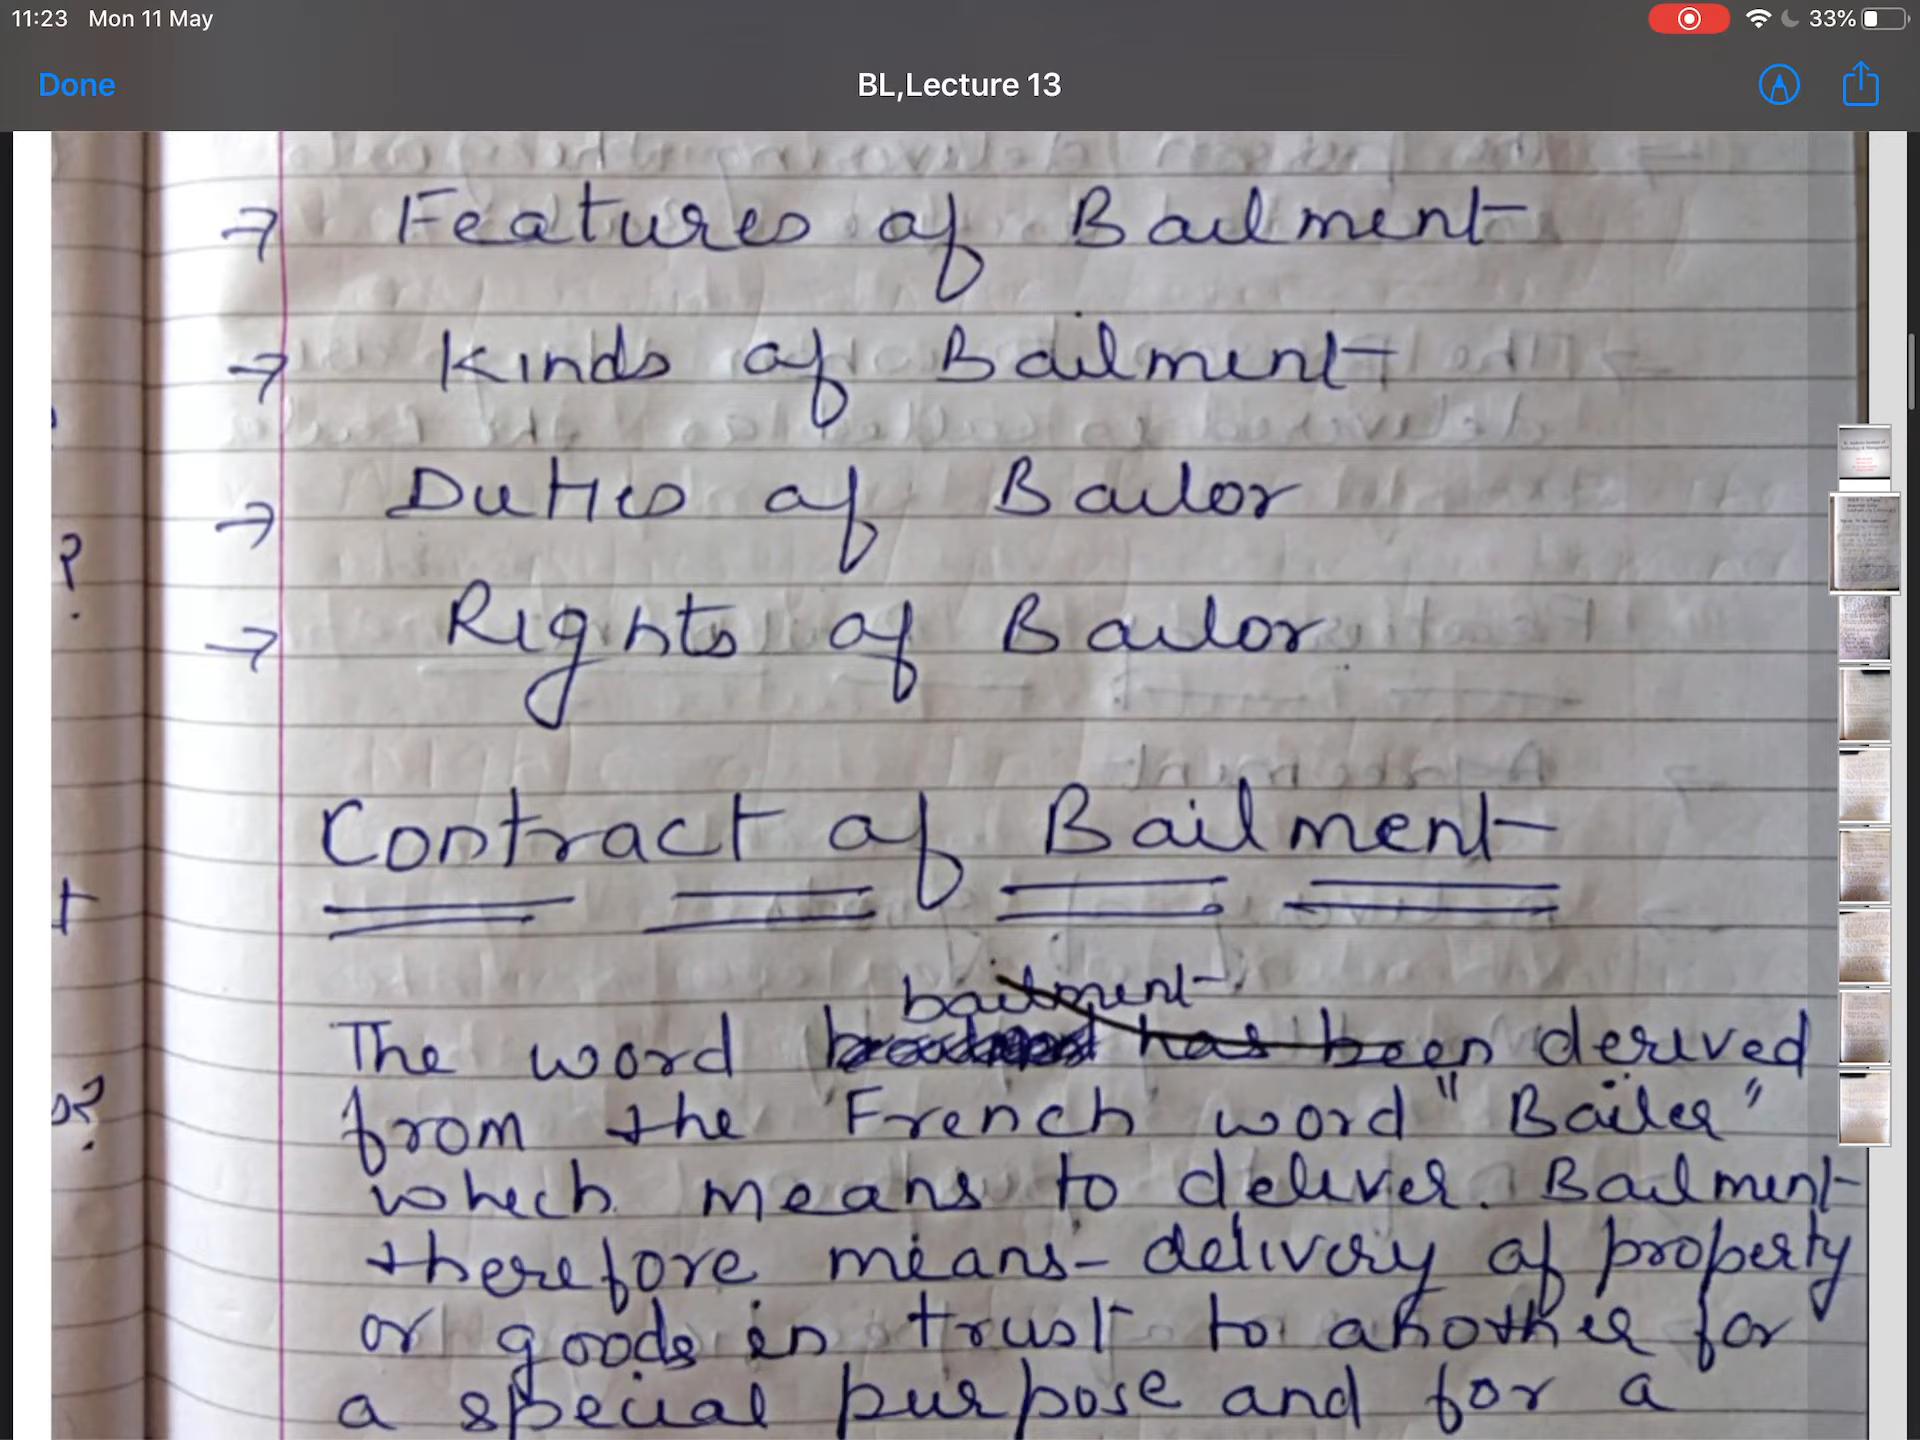 11:23 Mon 11 May
33%
Done
BL,Lecture 13
→ Features of Bailment
→ Kinds of Bailment
→ Duties of Bailor
→ Rights of Bailor
Contract of Bailment
bailment
The word has been derived
from the French word "Bailer"
which means to deliver. Bailment
therefore means - delivery of property
or goods in trust to another for
a special purpose and for a